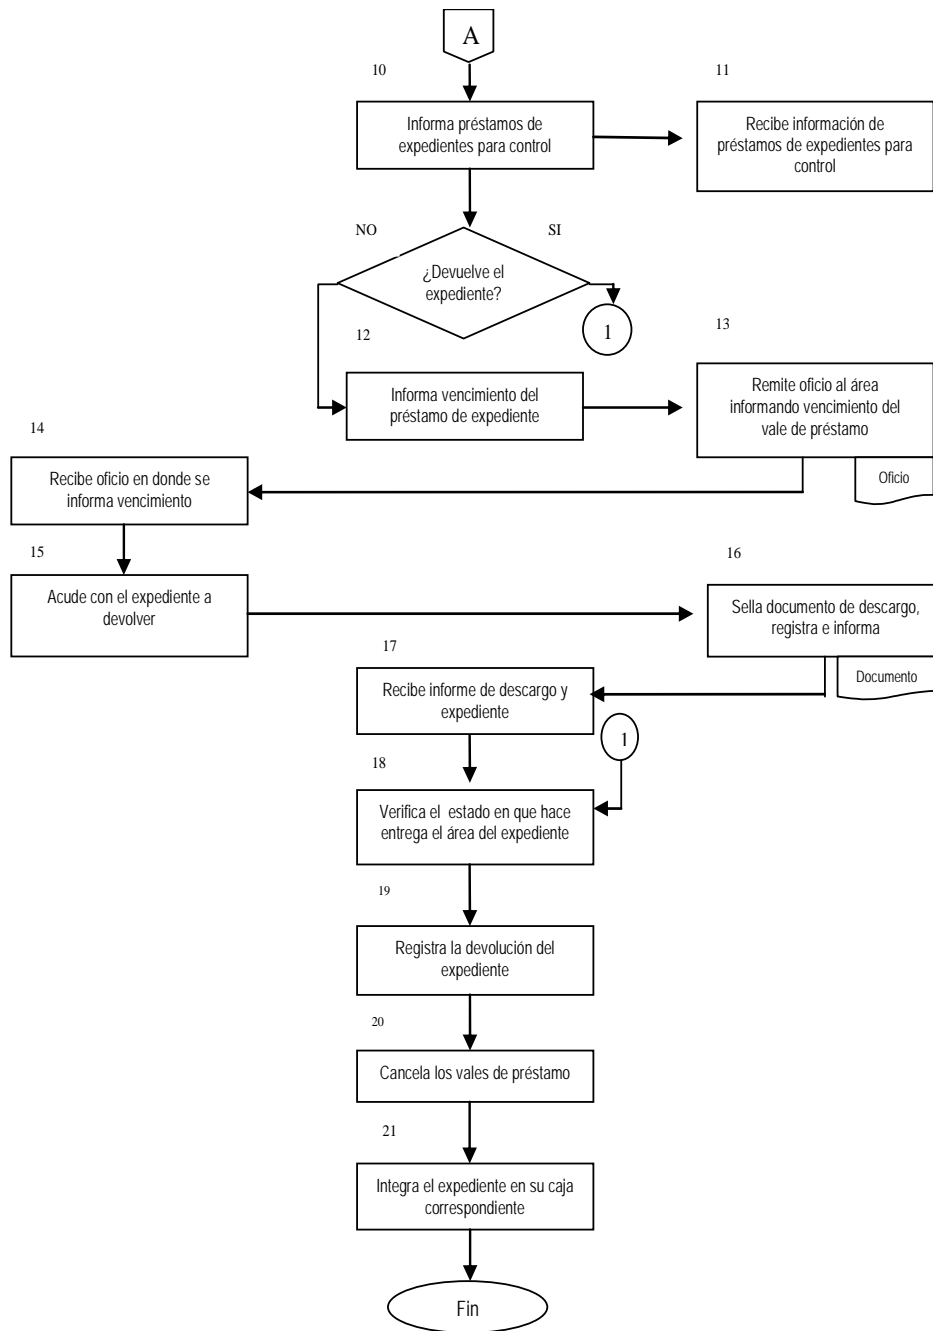 A
10
11
Informa préstamos de
expedientes para control
Recibe información de
préstamos de expedientes para
control
NO
SI
¿Devuelve el
expediente?
1
12
13
Informa vencimiento del
préstamo de expediente
Remite oficio al área
informando vencimiento del
vale de préstamo
Oficio
14
Recibe oficio en donde se
informa vencimiento
15
Acude con el expediente a
devolver
16
Sella documento de descargo,
registra e informa
Documento
17
Recibe informe de descargo y
expediente
1
18
Verifica el estado en que hace
entrega el área del expediente
19
Registra la devolución del
expediente
20
Cancela los vales de préstamo
21
Integra el expediente en su caja
correspondiente
Fin